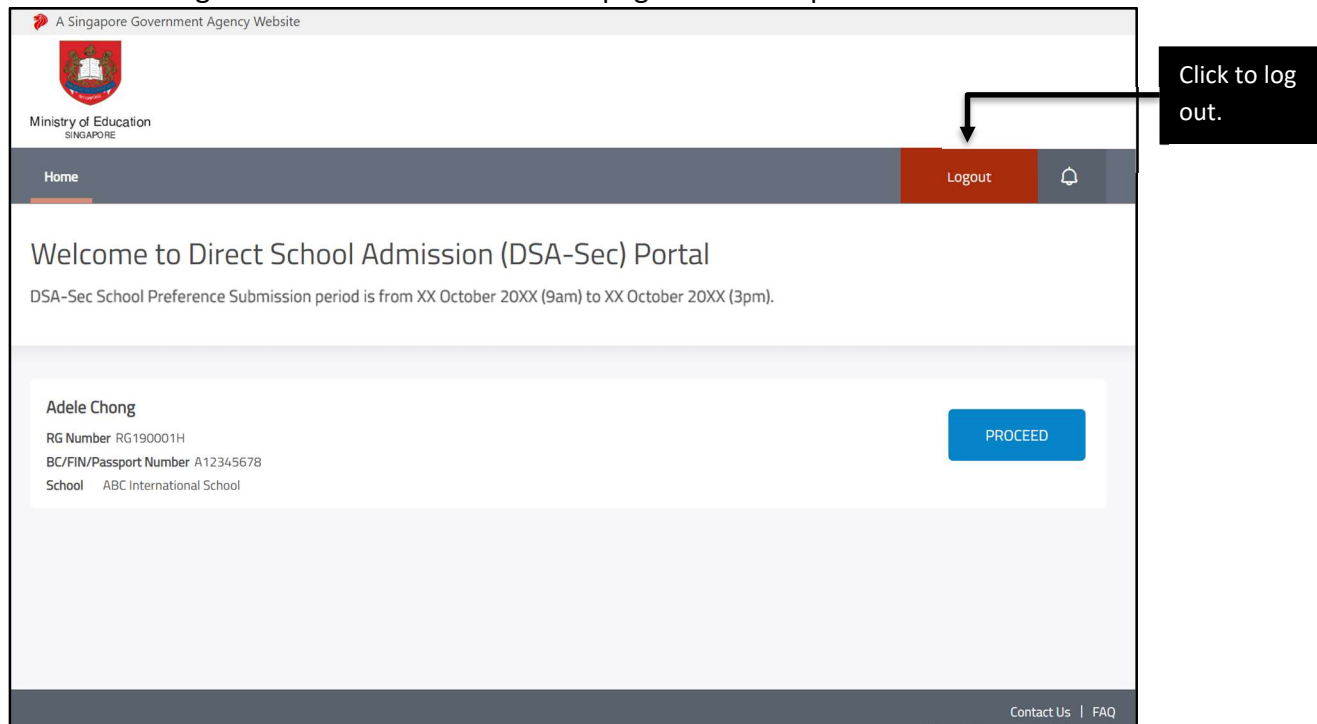 A Singapore Government Agency Website
Ministry of Education
SINGAPORE
Click to log
out.
Home
Logout
Welcome to Direct School Admission (DSA-Sec) Portal
DSA-Sec School Preference Submission period is from XX October 20XX (9am) to XX October 20XX (3pm).
Adele Chong
RG Number RG190001H
BC/FIN/Passport Number A12345678
School ABC International School
PROCEED
Contact Us | FAQ